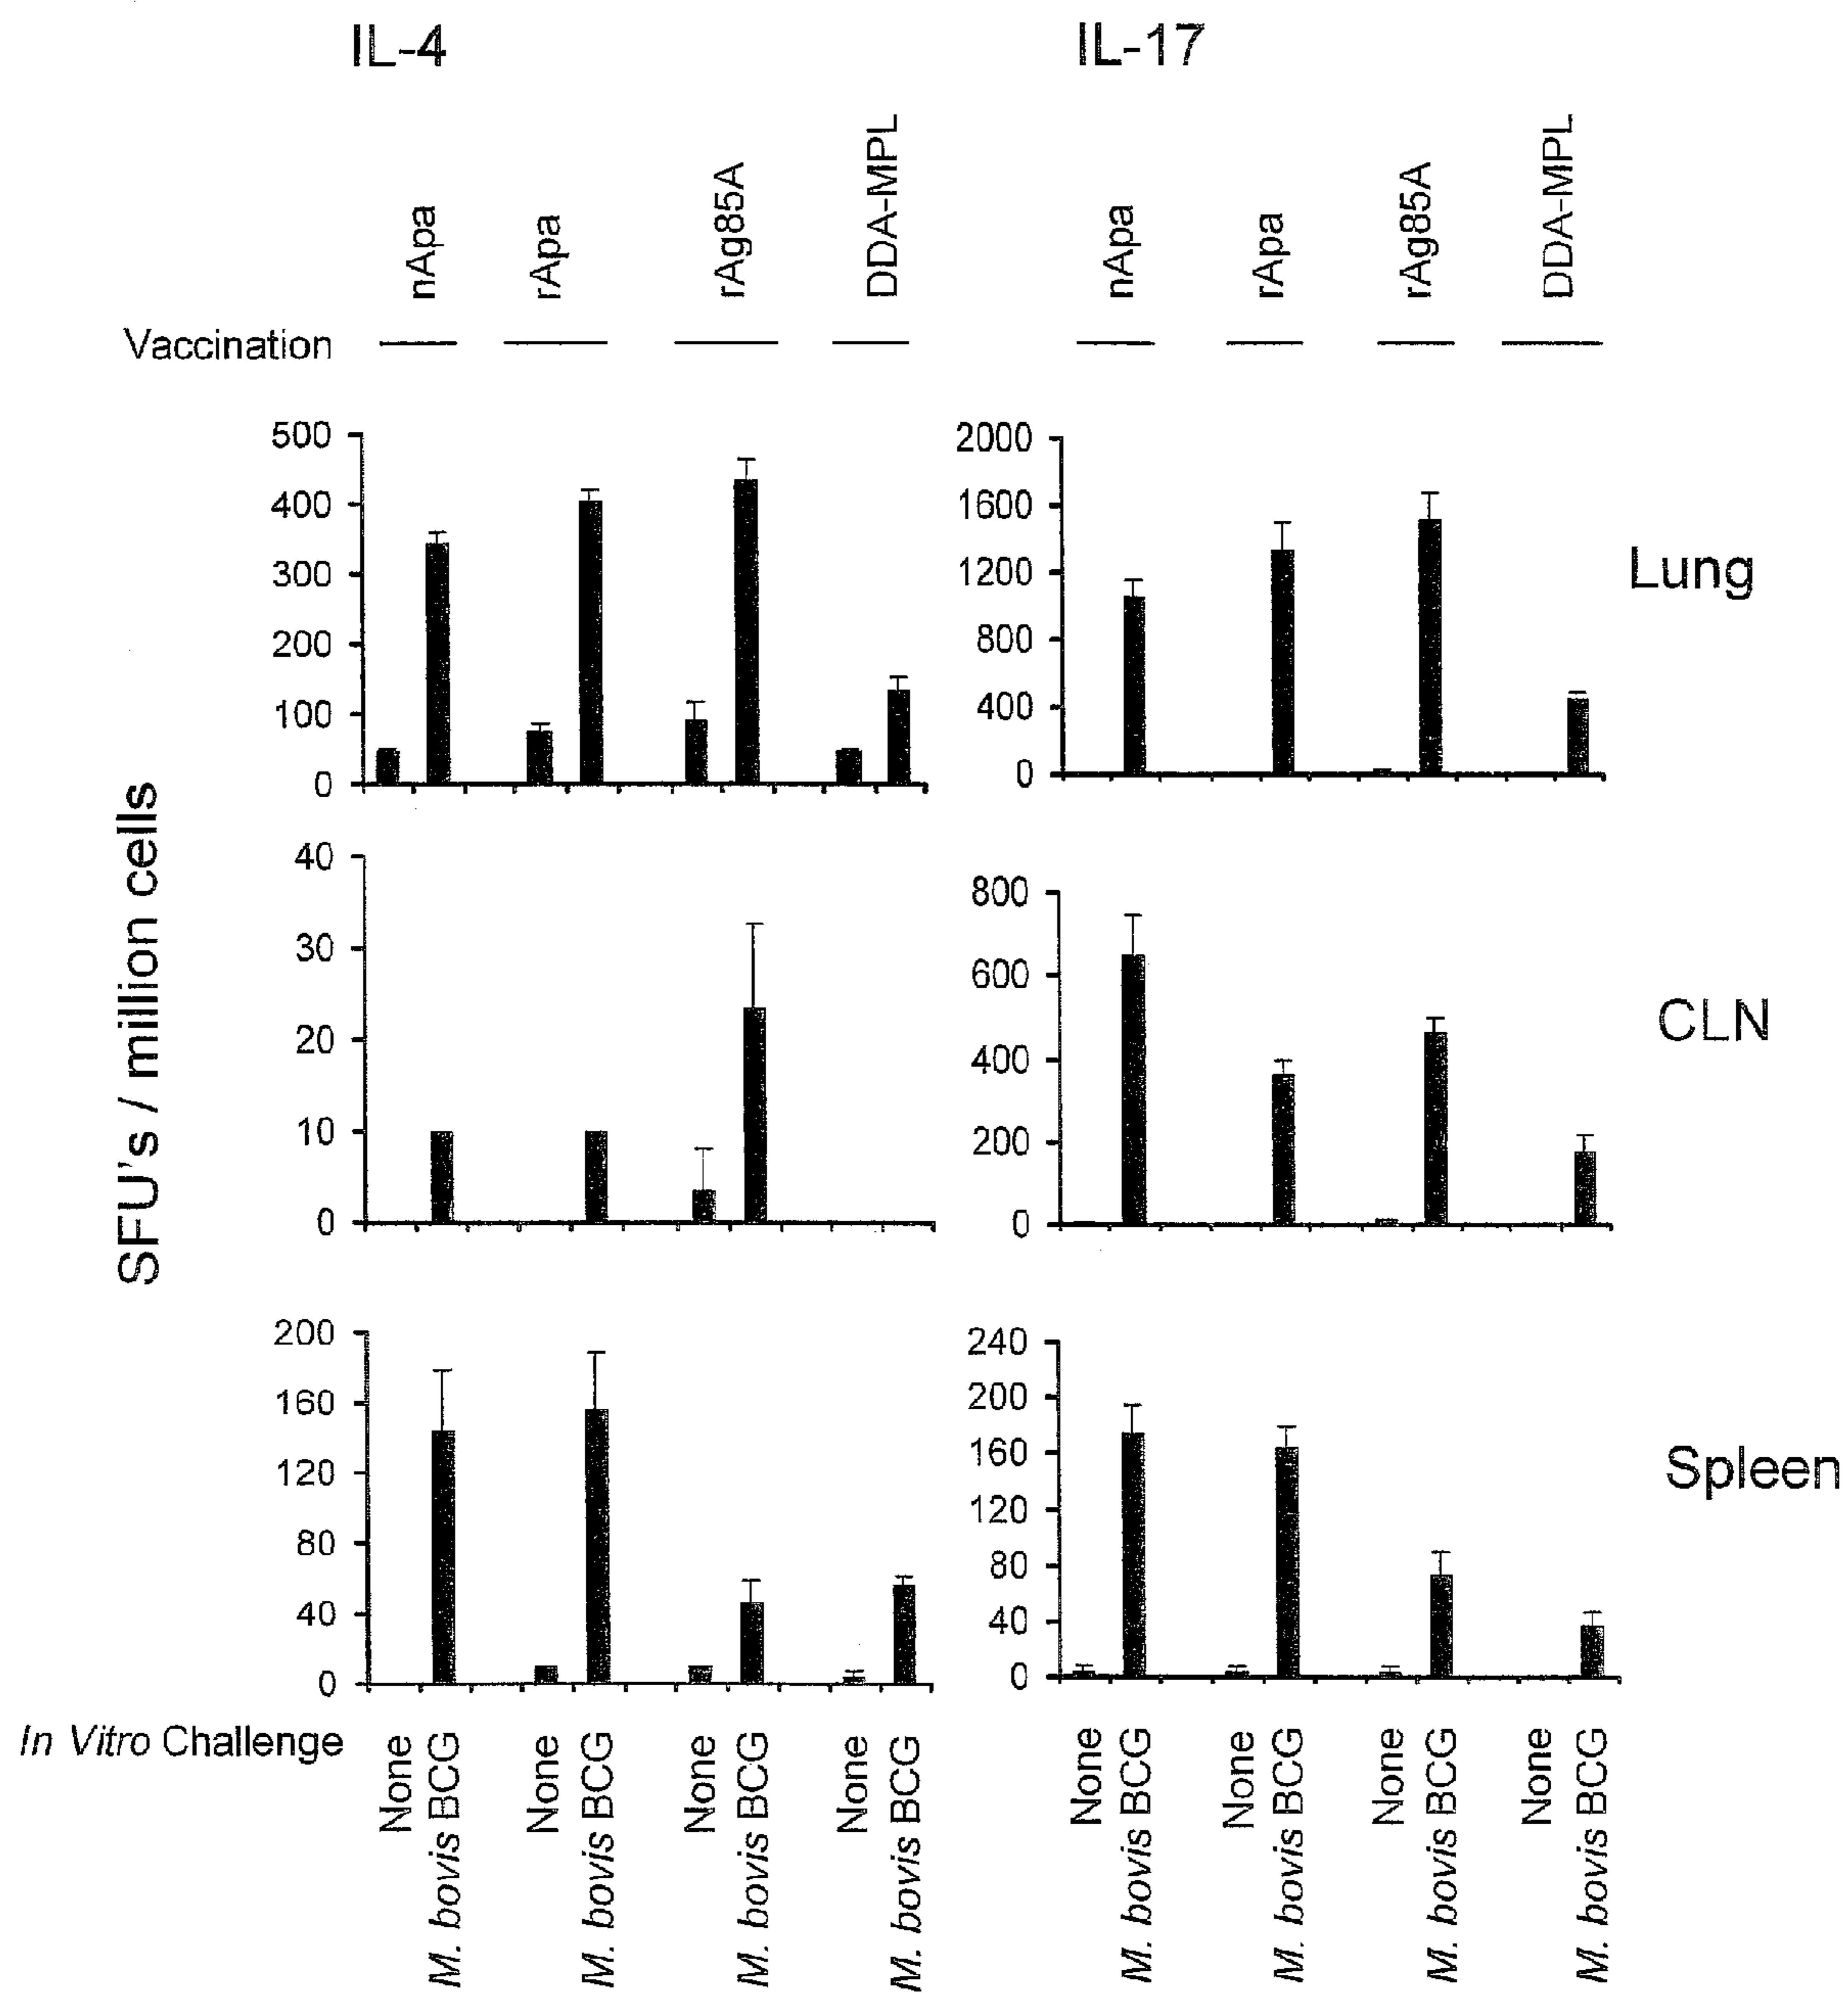 IL-4 IL-17
nApa rApa rAg85A DDA-MPL nApa rApa rAg85A DDA-MPL
Vaccination
500 2000
400 1600
300 1200
200 800
100 400
0 0
Lung
SFU's / million cells
40 800
30 600
20 400
10 200
0 0
CLN
200 240
160 200
120 160
80 120
40 80
0 40
0
Spleen
In Vitro Challenge
None M. bovis BCG None M. bovis BCG None M. bovis BCG None M. bovis BCG None M. bovis BCG None M. bovis BCG None M. bovis BCG None M. bovis BCG